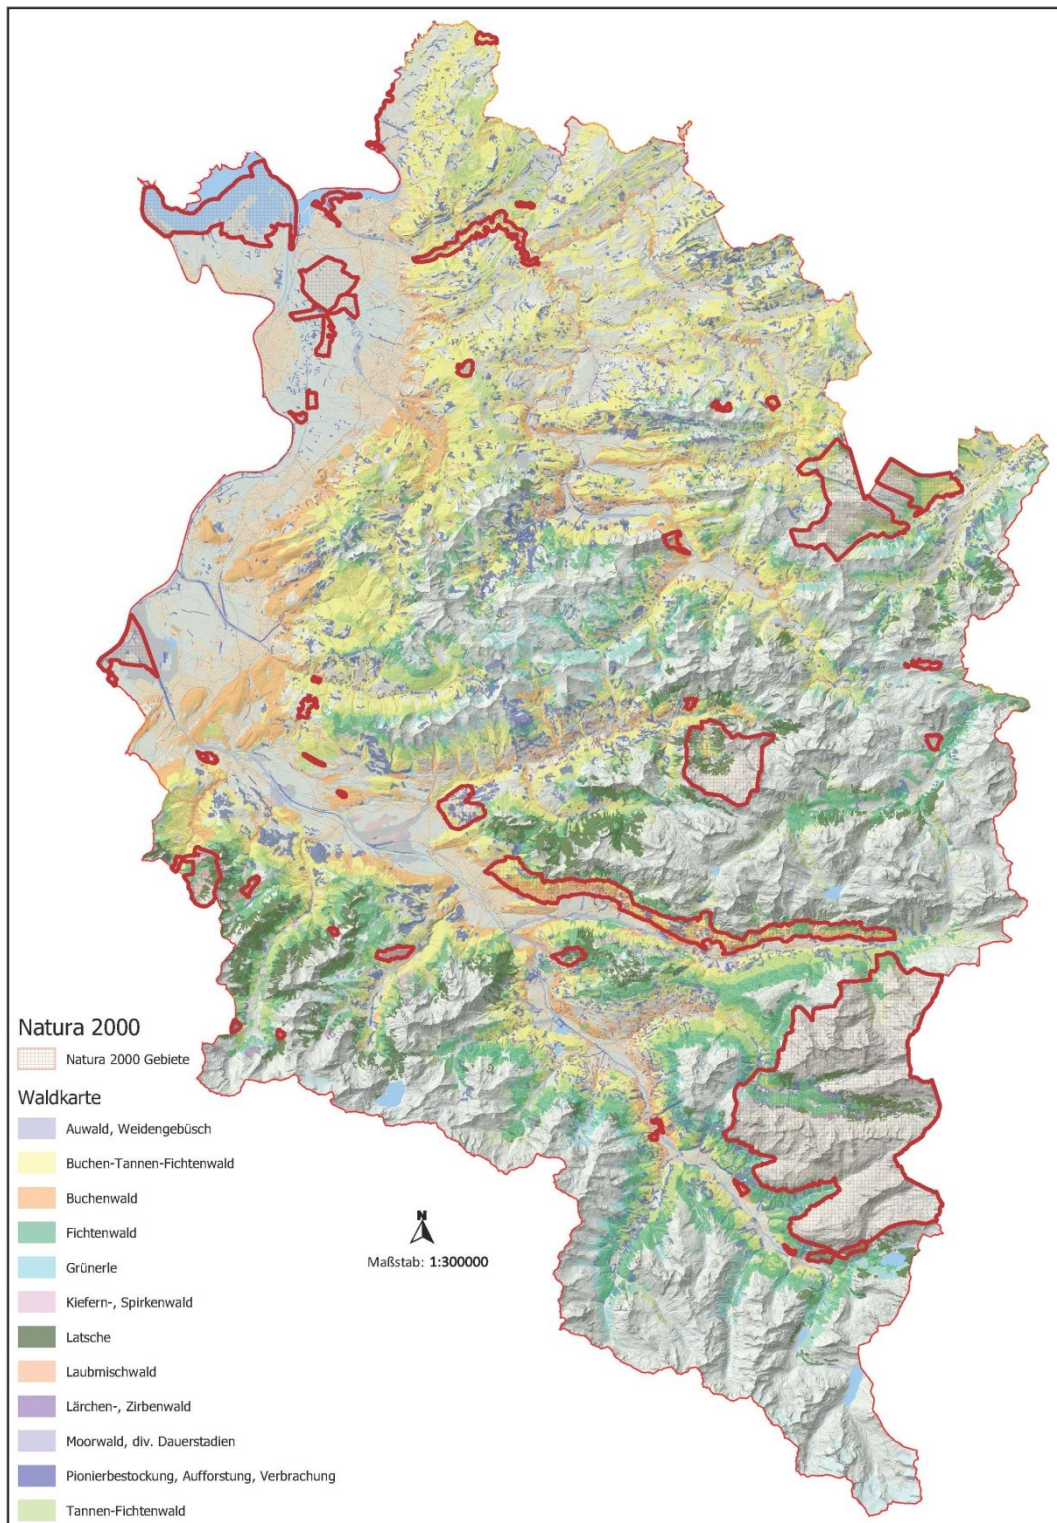 N
Maßstab: 1:300000
Natura 2000
Natura 2000 Gebiete
Waldkarte
Auwald, Weidengebüsch
Buchen-Tannen-Fichtenwald
Buchenwald
Fichtenwald
Grünerle
Kiefern-, Spirkenwald
Latsche
Laubmischwald
Lärchen-, Zirbenwald
Moorwald, div. Dauerstadien
Pionierbestockung, Aufforstung, Verbrachung
Tannen-Fichtenwald